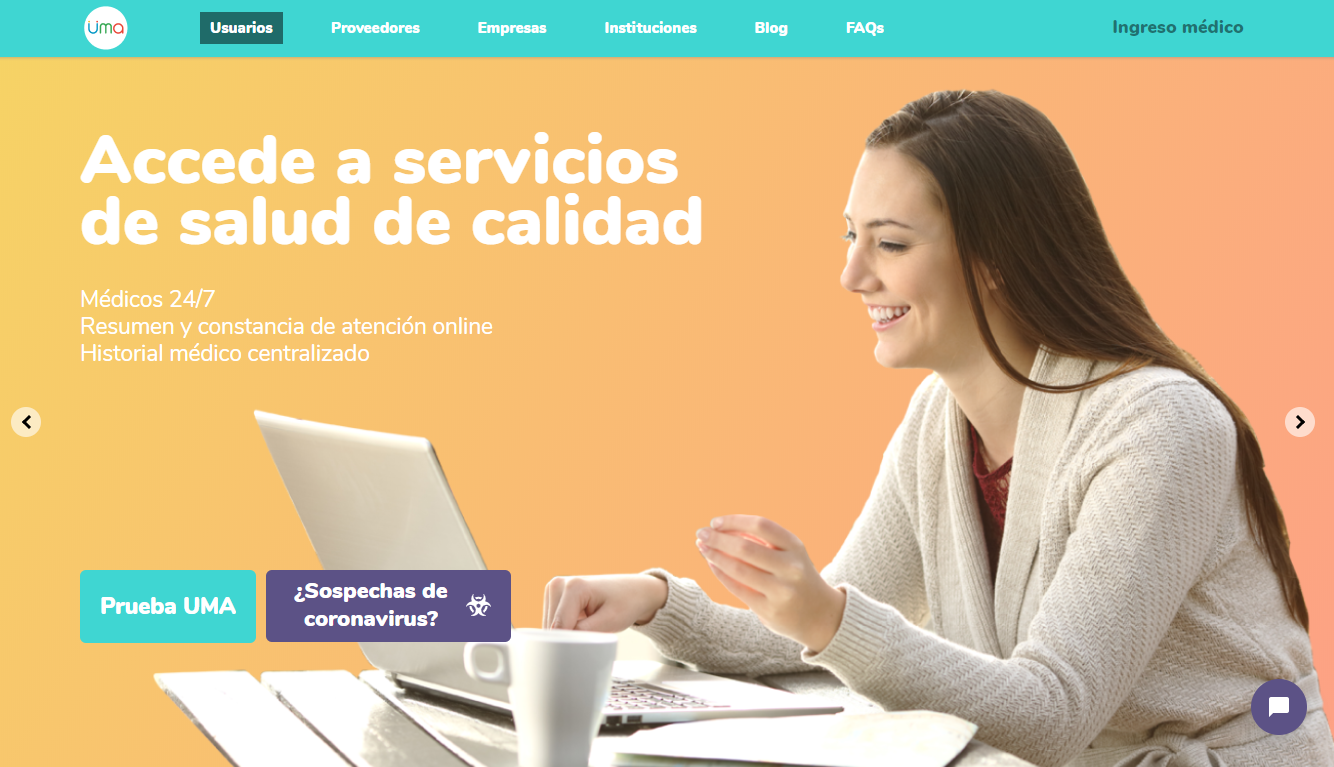 üma
Usuarios
Proveedores
Empresas
Instituciones
Blog
FAQs
Ingreso médico
Accede a servicios
de salud de calidad
Médicos 24/7
Resumen y constancia de atención online
Historial médico centralizado
Prueba UMA
¿Sospechas de
coronavirus?